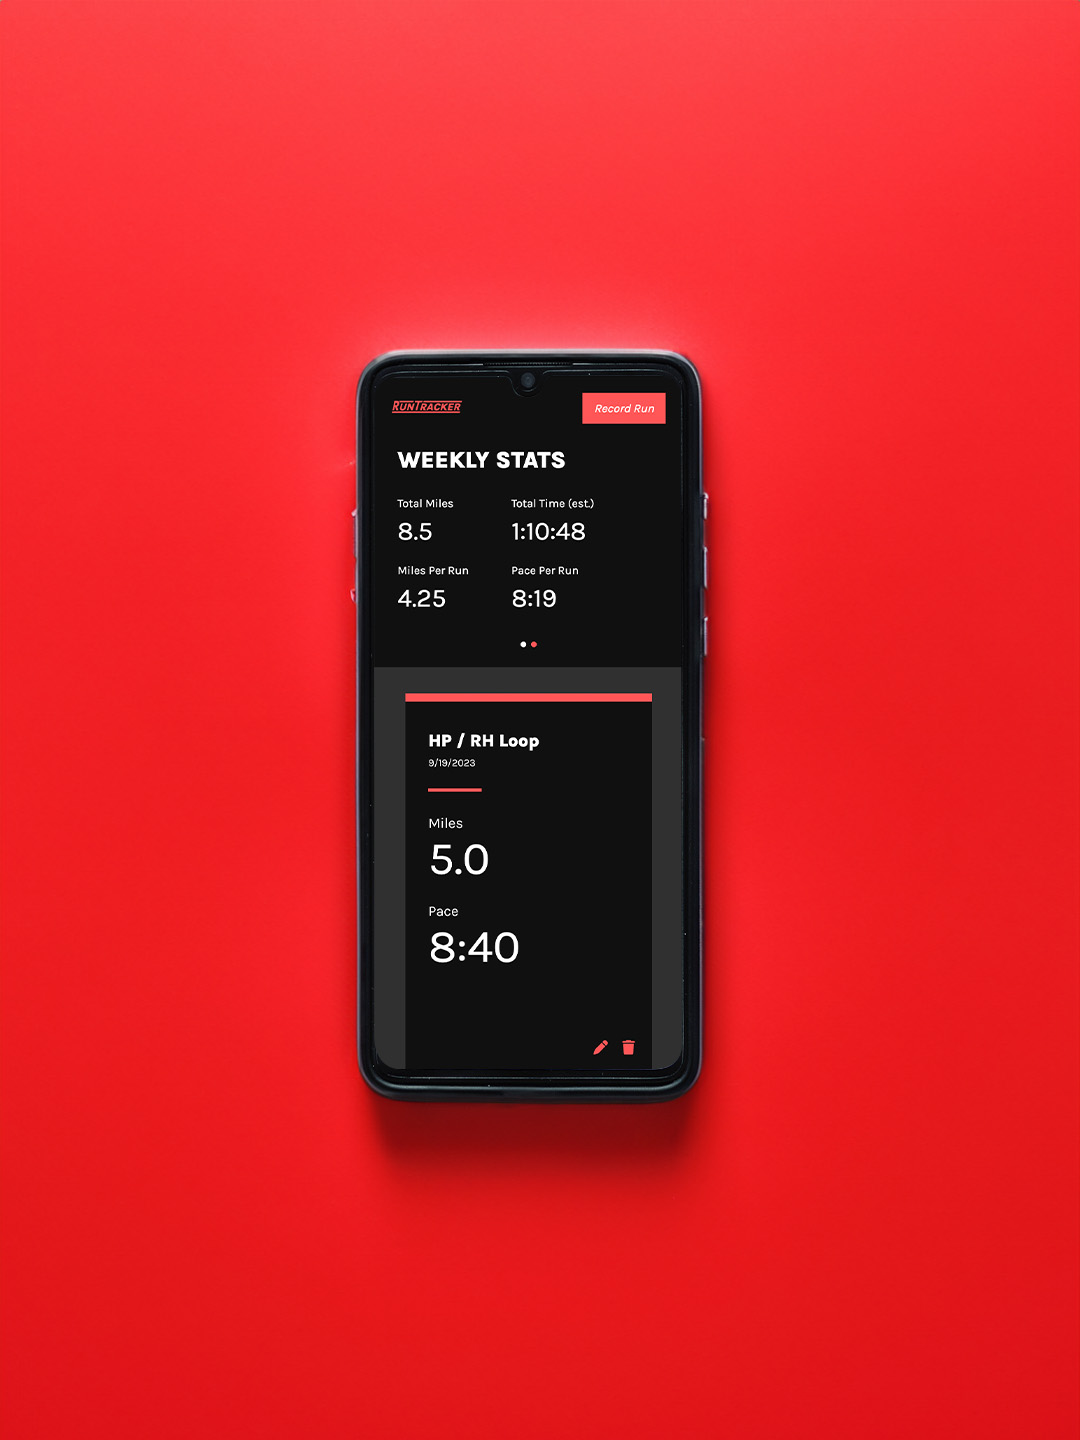 RUNTRACKER
Record Run
WEEKLY STATS
Total Miles
Total Time (est.)
8.5
1:10:48
Miles Per Run
Pace Per Run
4.25
8:19
HP / RH Loop
9/19/2023
Miles
5.0
Pace
8:40